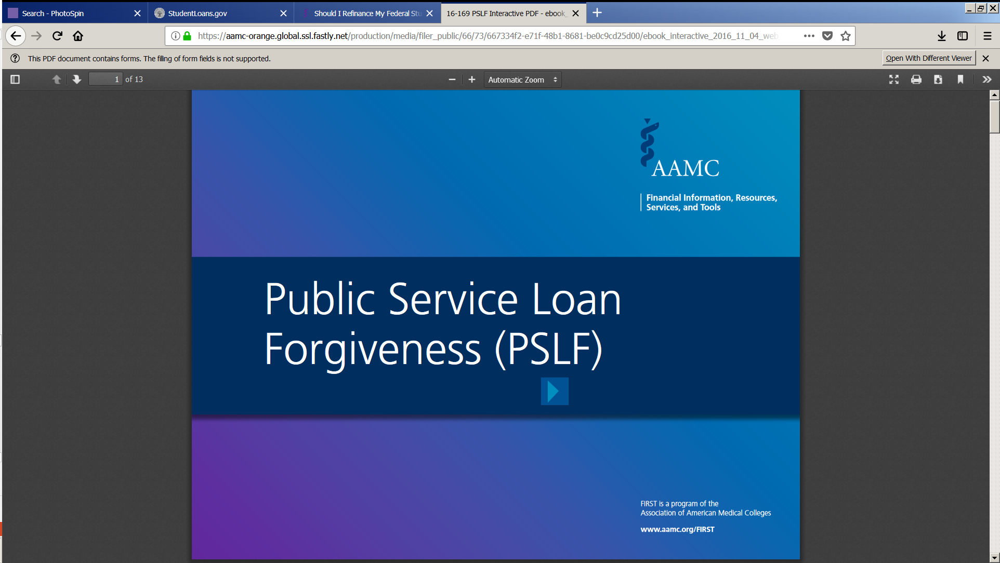 Search - PhotoSpin
StudentLoans.gov
Should I Refinance My Federal Stu
16-169 PSLF Interactive PDF - ebook_
https://aamc-orange.global.ssl.fastly.net/production/media/filer_public/66/73/667334f2-e71f-48b1-8681-be0c9cd25d00/ebook_interactive_2016_11_04_web
This PDF document contains forms. The filling of form fields is not supported.
Open With Different Viewer
1 of 13
Automatic Zoom
AAMC
Financial Information, Resources,
Services, and Tools
Public Service Loan
Forgiveness (PSLF)
FIRST is a program of the
Association of American Medical Colleges
www.aamc.org/FIRST